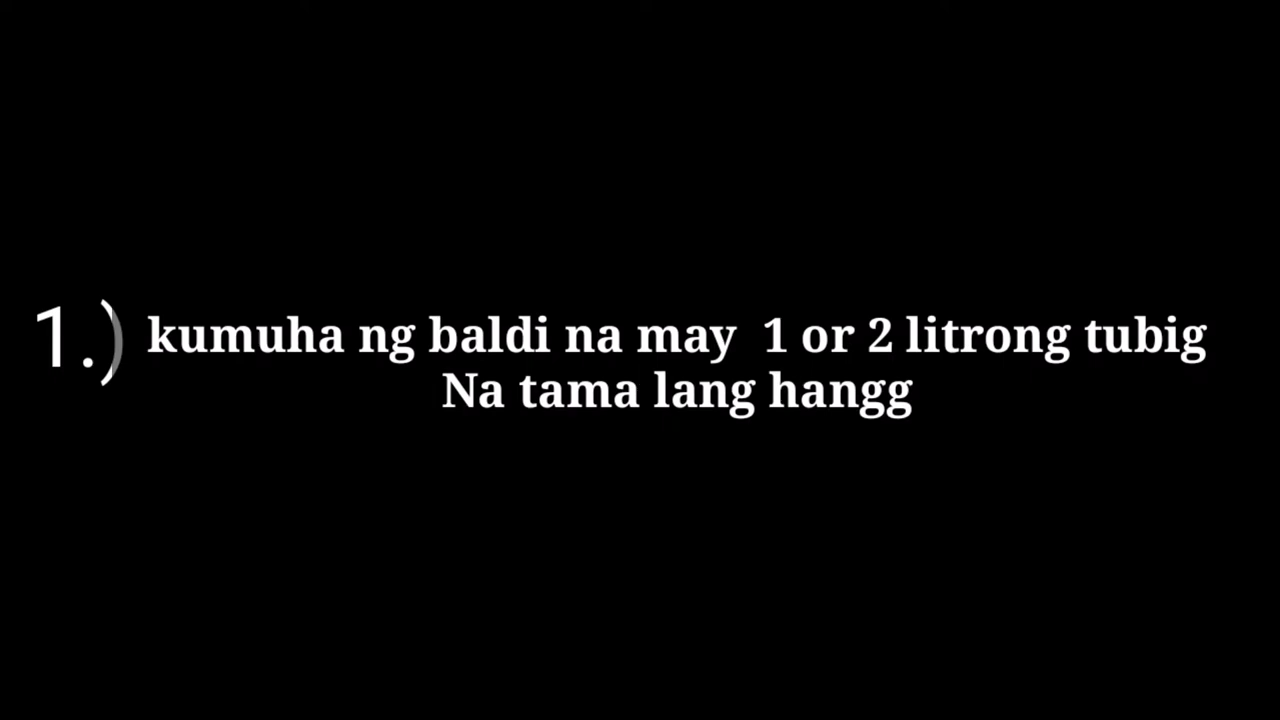 1.) kumuha ng baldi na may 1 or 2 litrong tubig
Na tama lang hangg